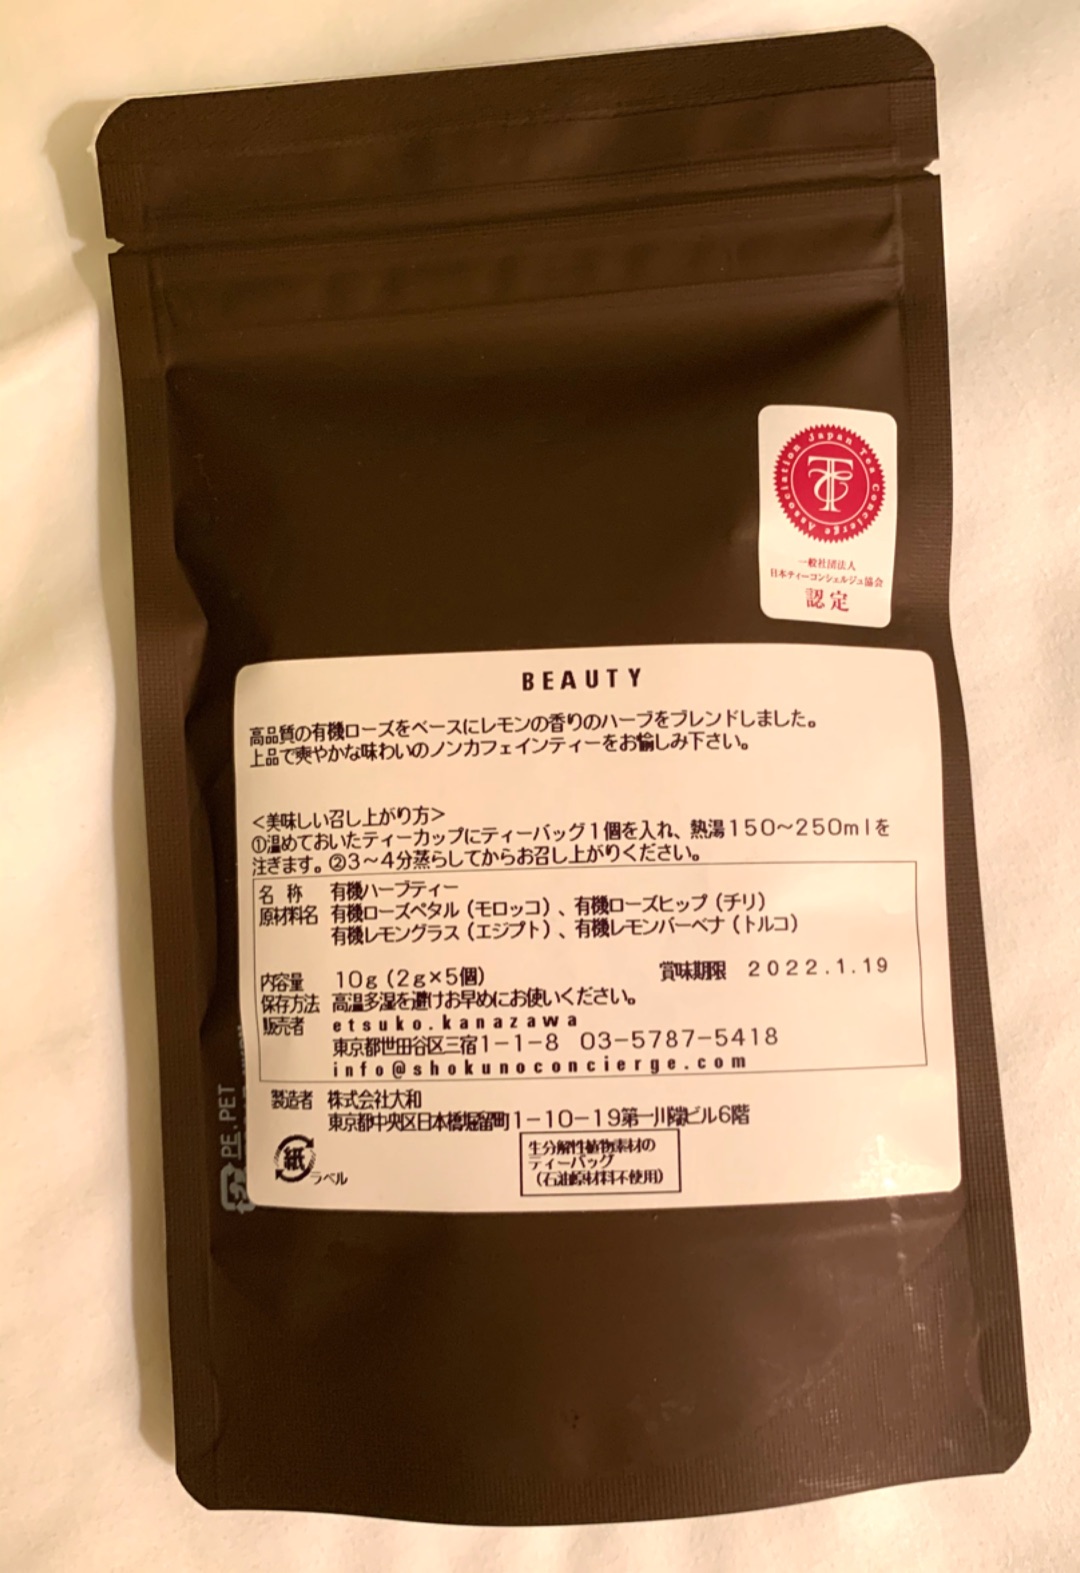 Japan Tea Concierge Association
一般社団法人
日本ティーコンシェルジュ協会
認定
BEAUTY
高品質の有機ローズをベースにレモンの香りのハーブをブレンドしました。
上品で爽やかな味わいのノンカフェインティーをお愉しみ下さい。
<美味しい召し上がり方>
①温めておいたティーカップにティーバッグ1個を入れ、熱湯150～250mlを
注ぎます。②3～4分蒸らしてからお召し上がりください。
名 称 有機ハーブティー
原材料名 有機ローズペタル(モロッコ)、有機ローズヒップ(チリ)
有機レモングラス(エジプト)、有機レモンバーベナ(トルコ)
内容量 10g(2g×5個) 賞味期限 2022.1.19
保存方法 高温多湿を避けお早めにお使いください。
販売者 etsuko.kanazawa
東京都世田谷区三宿1-1-8 03-5787-5418
info@shokunoconcierge.com
製造者 株式会社大和
東京都中央区日本橋堀留町1-10-19第一川端ビル6階
紙 ラベル
生分解性植物素材の
ティーバッグ
(石油原材料不使用)
PE,PET